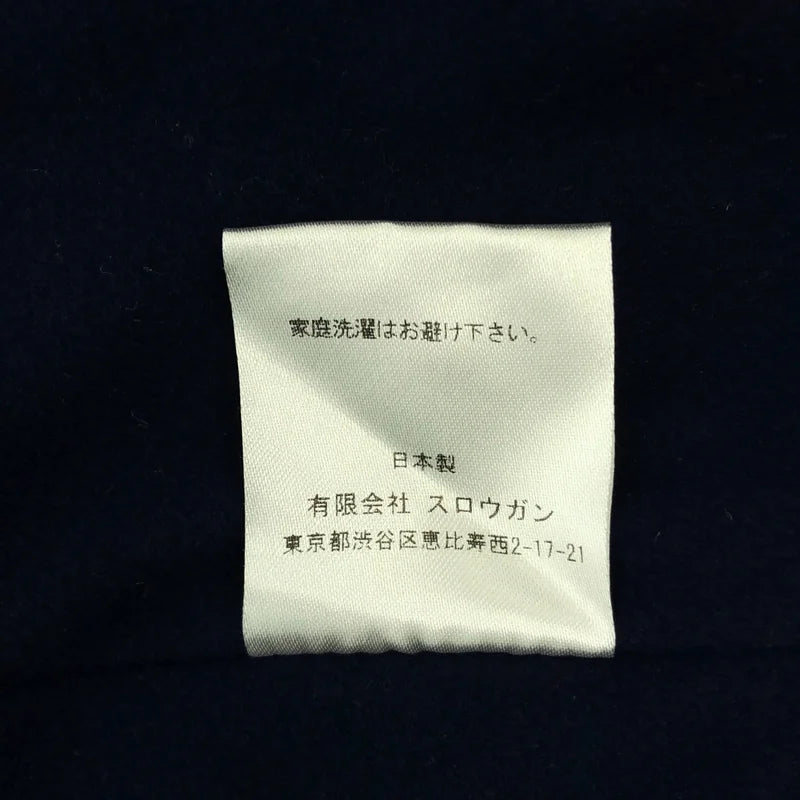 家庭洗濯はお避け下さい。
日本製
有限会社 スロウガン
東京都渋谷区恵比寿西2-17-21